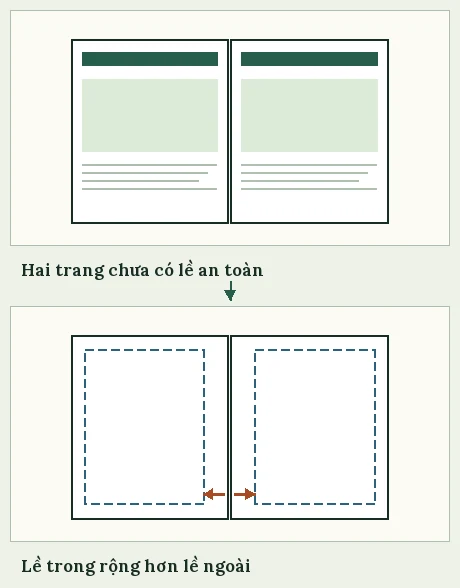 Hai trang chưa có lề an toàn
Lề trong rộng hơn lề ngoài